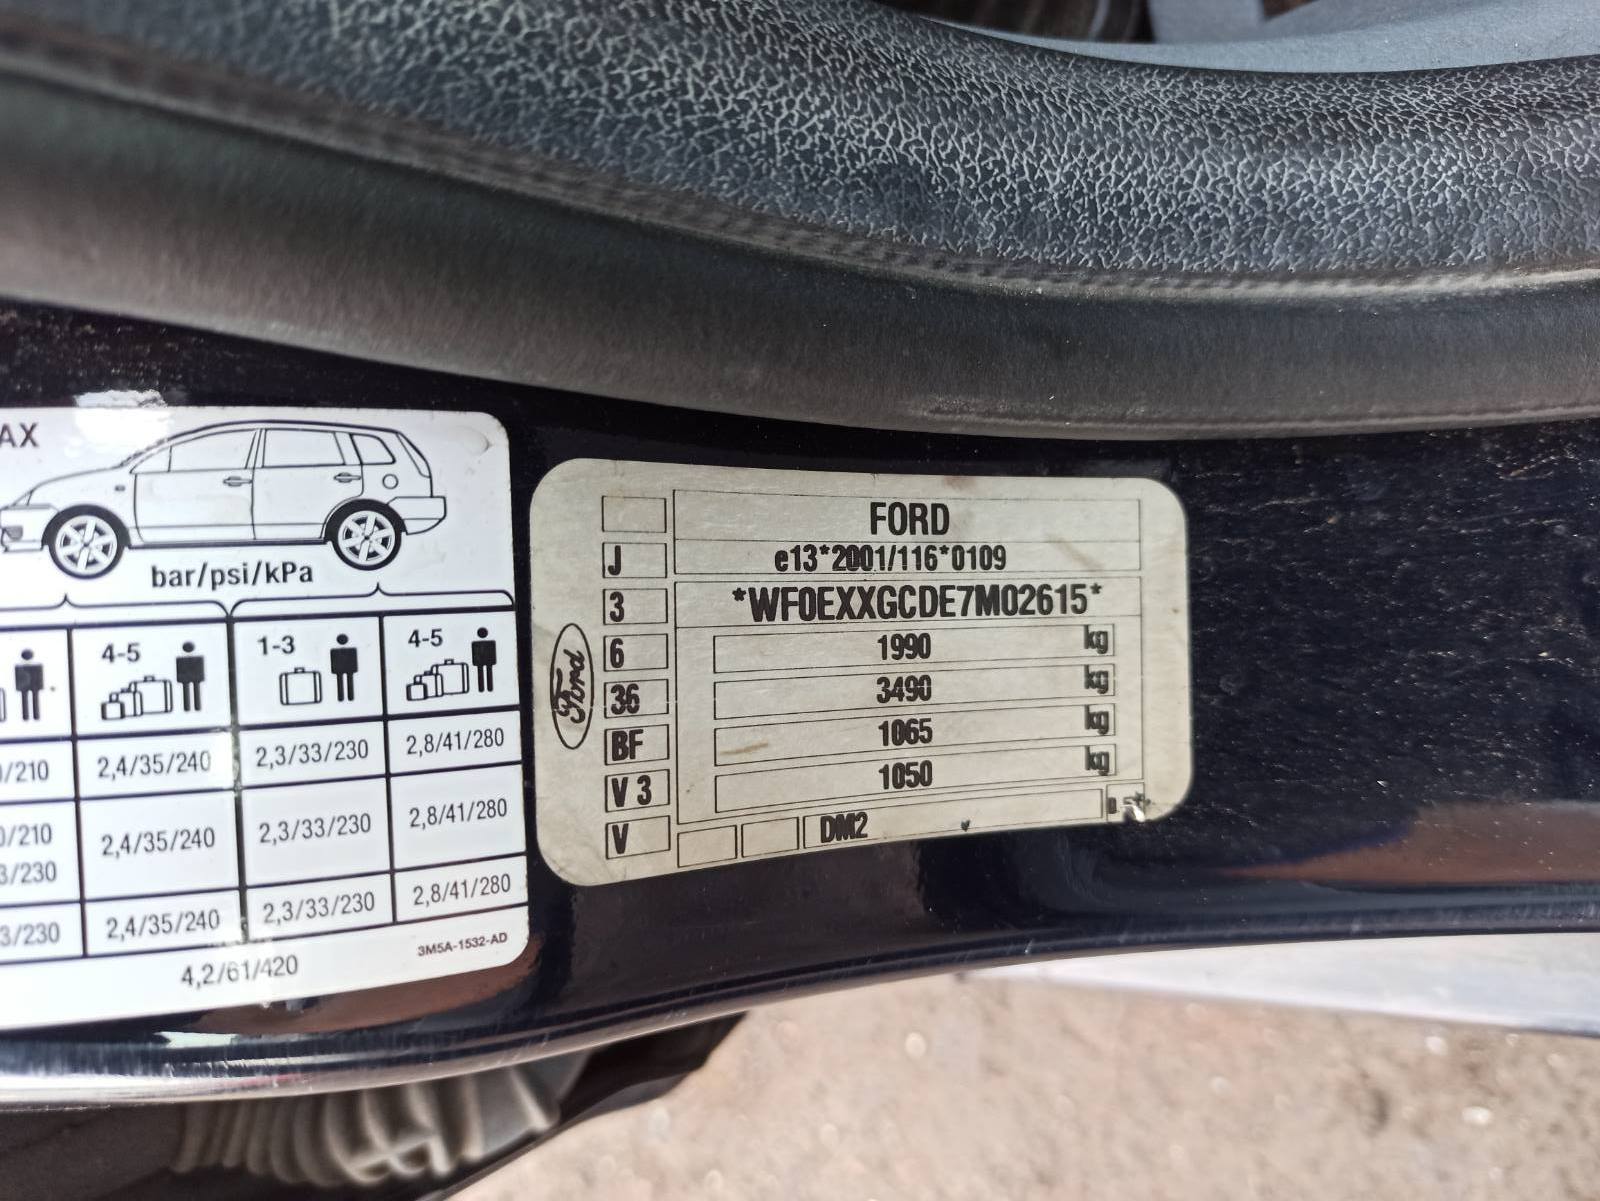 AX
bar/psi/kPa
4-5
1-3
4-5
/210
2,4/35/240
2,3/33/230
2,8/41/280
0/210
3/230
2,4/35/240
2,3/33/230
2,8/41/280
3/230
2,4/35/240
2,3/33/230
2,8/41/280
3M5A-1532-AD
4,2/61/420
Ford
FORD
J e13*2001/116*0109
3 *WF0EXXGCDE7M02615*
6 1990 kg
36 3490 kg
BF 1065 kg
V 3 1050 kg
V DM2